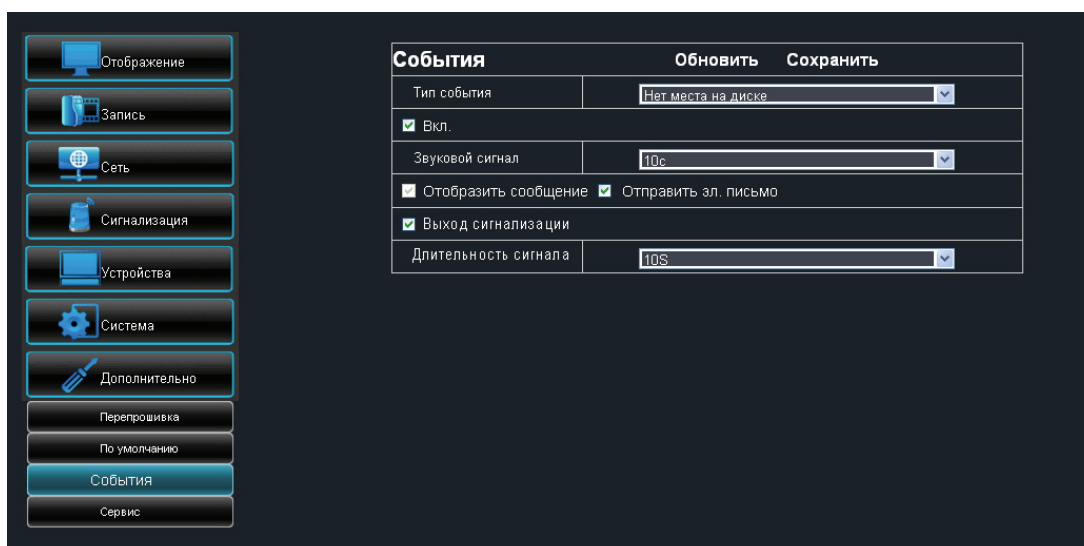 Отображение
Запись
Сеть
Сигнализация
Устройства
Система
Дополнительно
Перепрошивка
По умолчанию
События
Сервис
События Обновить Сохранить
Тип события Нет места на диске
Вкл.
Звуковой сигнал 10с
Отобразить сообщение Отправить эл. письмо
Выход сигнализации
Длительность сигнала 10S